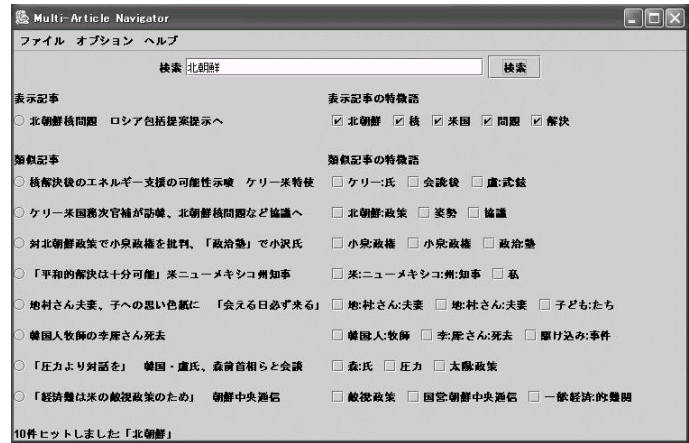 Multi-Article Navigator
ファイル オプション ヘルプ
検索 北朝鮮 検索
表示記事 表示記事の特徴語
北朝鮮核問題 ロシア包括提案提示へ 北朝鮮 核 米国 問題 解決
類似記事 類似記事の特徴語
核解決後のエネルギー支援の可能性示唆 ケリー米特使 ケリー:氏 会談後 盧:武鉉
ケリー米国務次官補が訪韓、北朝鮮核問題など協議へ 北朝鮮:政策 姿勢 協議
対北朝鮮政策で小泉政権を批判、「政治塾」で小沢氏 小泉:政権 小泉:政権 政治:塾
「平和的解決は十分可能」米ニューメキシコ州知事 米:ニューメキシコ:州:知事 私
地村さん夫妻、子への思い色紙に 「会える日必ず来る」 地:村:さん:夫妻 地:村:さん:夫妻 子ども:たち
韓国人牧師の李さん死去 韓国:人:牧師 李:さん:死去 駆け込み:事件
「圧力より対話を」 韓国・盧氏、森前首相らと会談 森:氏 圧力 太陽:政策
「経済難は米の敵視政策のため」 朝鮮中央通信 敵視政策 国営:朝鮮中央通信 一般:経済:的:難関
10件ヒットしました:「北朝鮮」